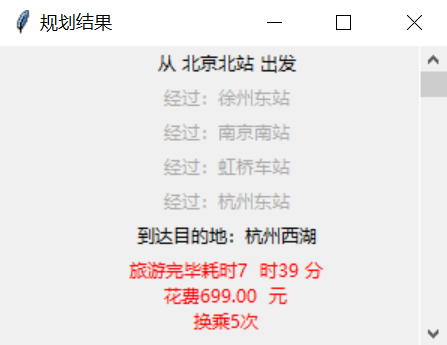 规划结果
从 北京北站 出发
经过：徐州东站
经过：南京南站
经过：虹桥车站
经过：杭州东站
到达目的地：杭州西湖
旅游完毕耗时7 时39 分
花费699.00 元
换乘5次